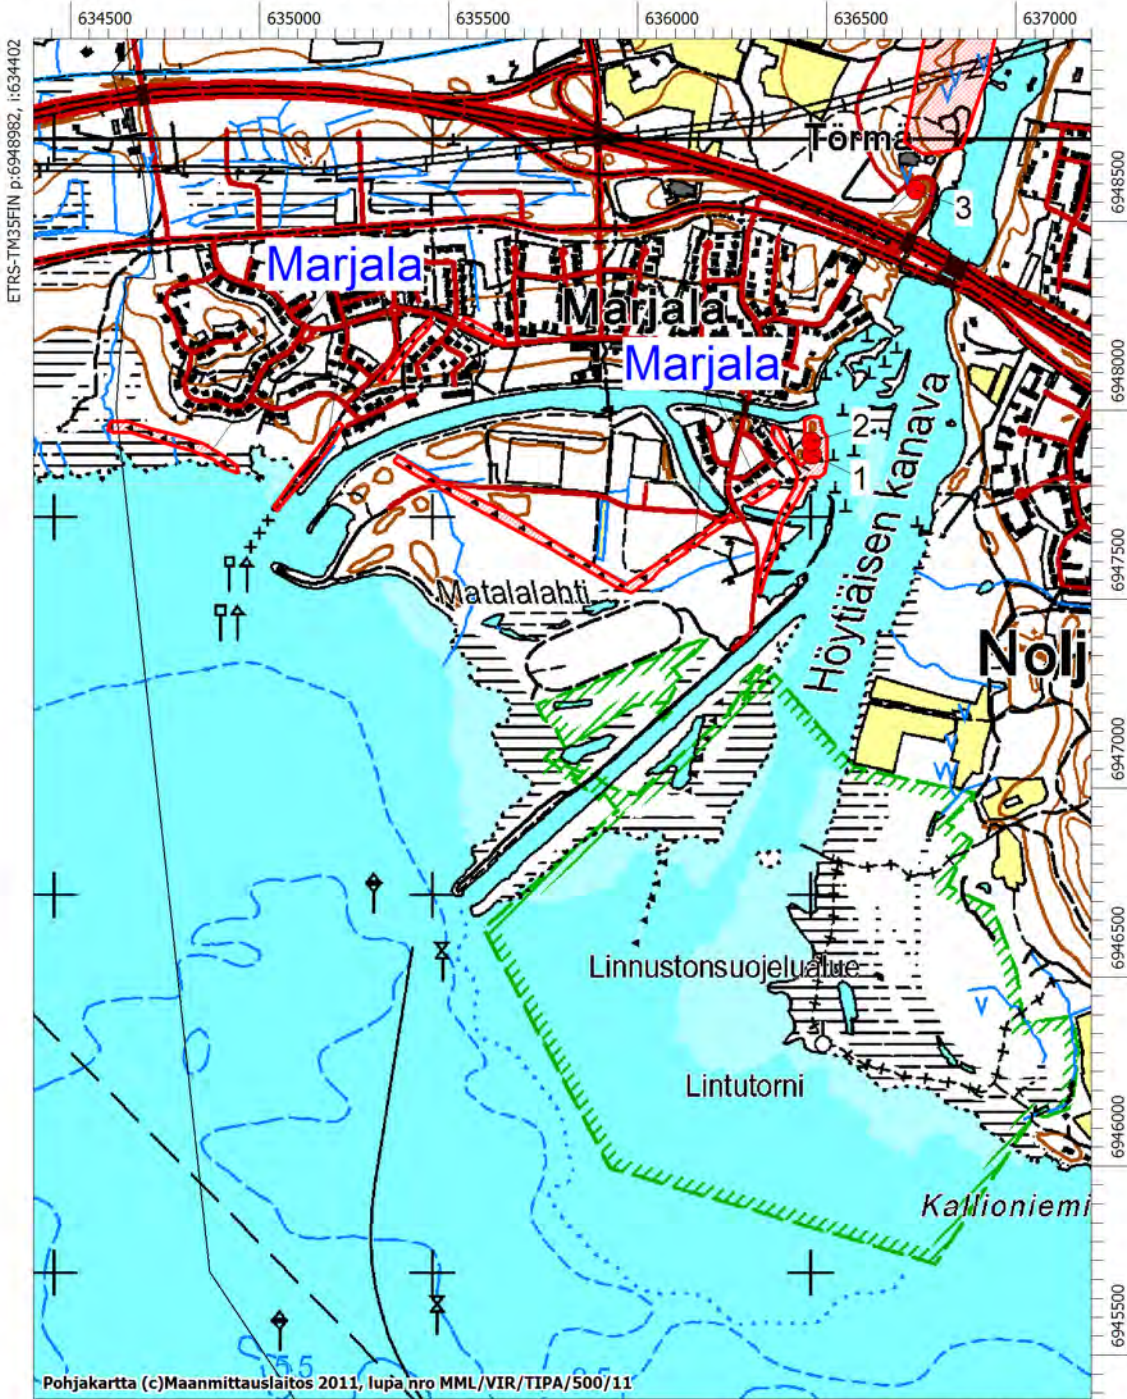 634500
635000
635500
636000
636500
637000
ETRS-TM35FIN p:6948982, i:634402
Törmä
6948500
3
Marjala
Marjala
Marjala
6948000
2
1
Höytiäisen kanava
6947500
Matalalahti
Nolj
6947000
6946500
Linnustonsuojelualue
Lintutorni
6946000
Kallioniemi
6945500
Pohjakartta (c)Maanmittauslaitos 2011, lupa nro MML/VIR/TIPA/500/11